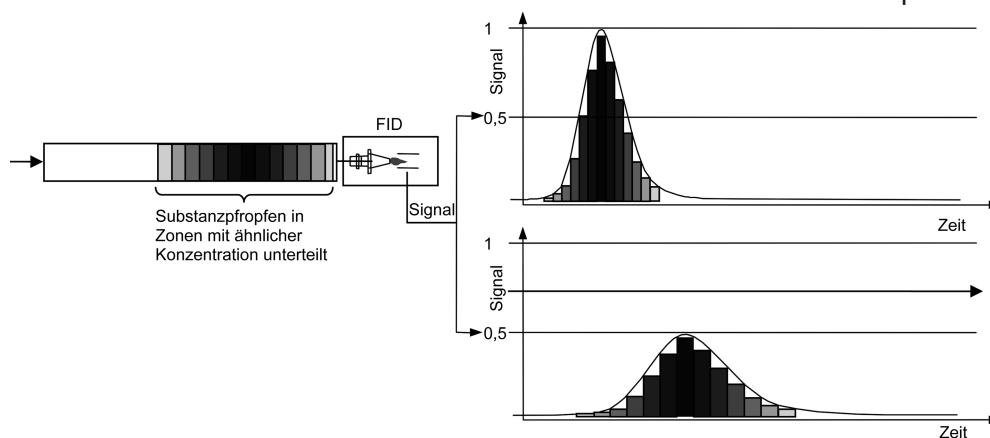 FID
Signal
Substanzpfropfen in
Zonen mit ähnlicher
Konzentration unterteilt
1
Signal
0,5
Zeit
1
Signal
0,5
Zeit